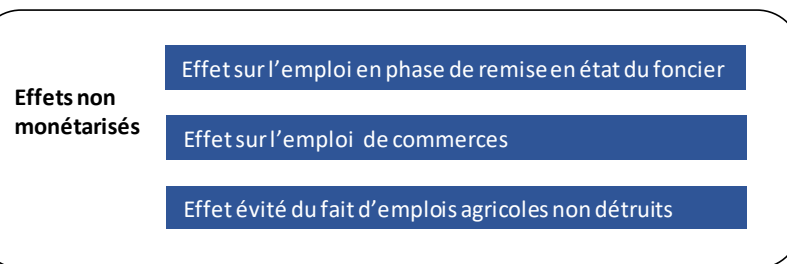 Effets non
monétarisés
Effet sur l'emploi en phase de remise en état du foncier
Effet sur l'emploi de commerces
Effet évité du fait d'emplois agricoles non détruits